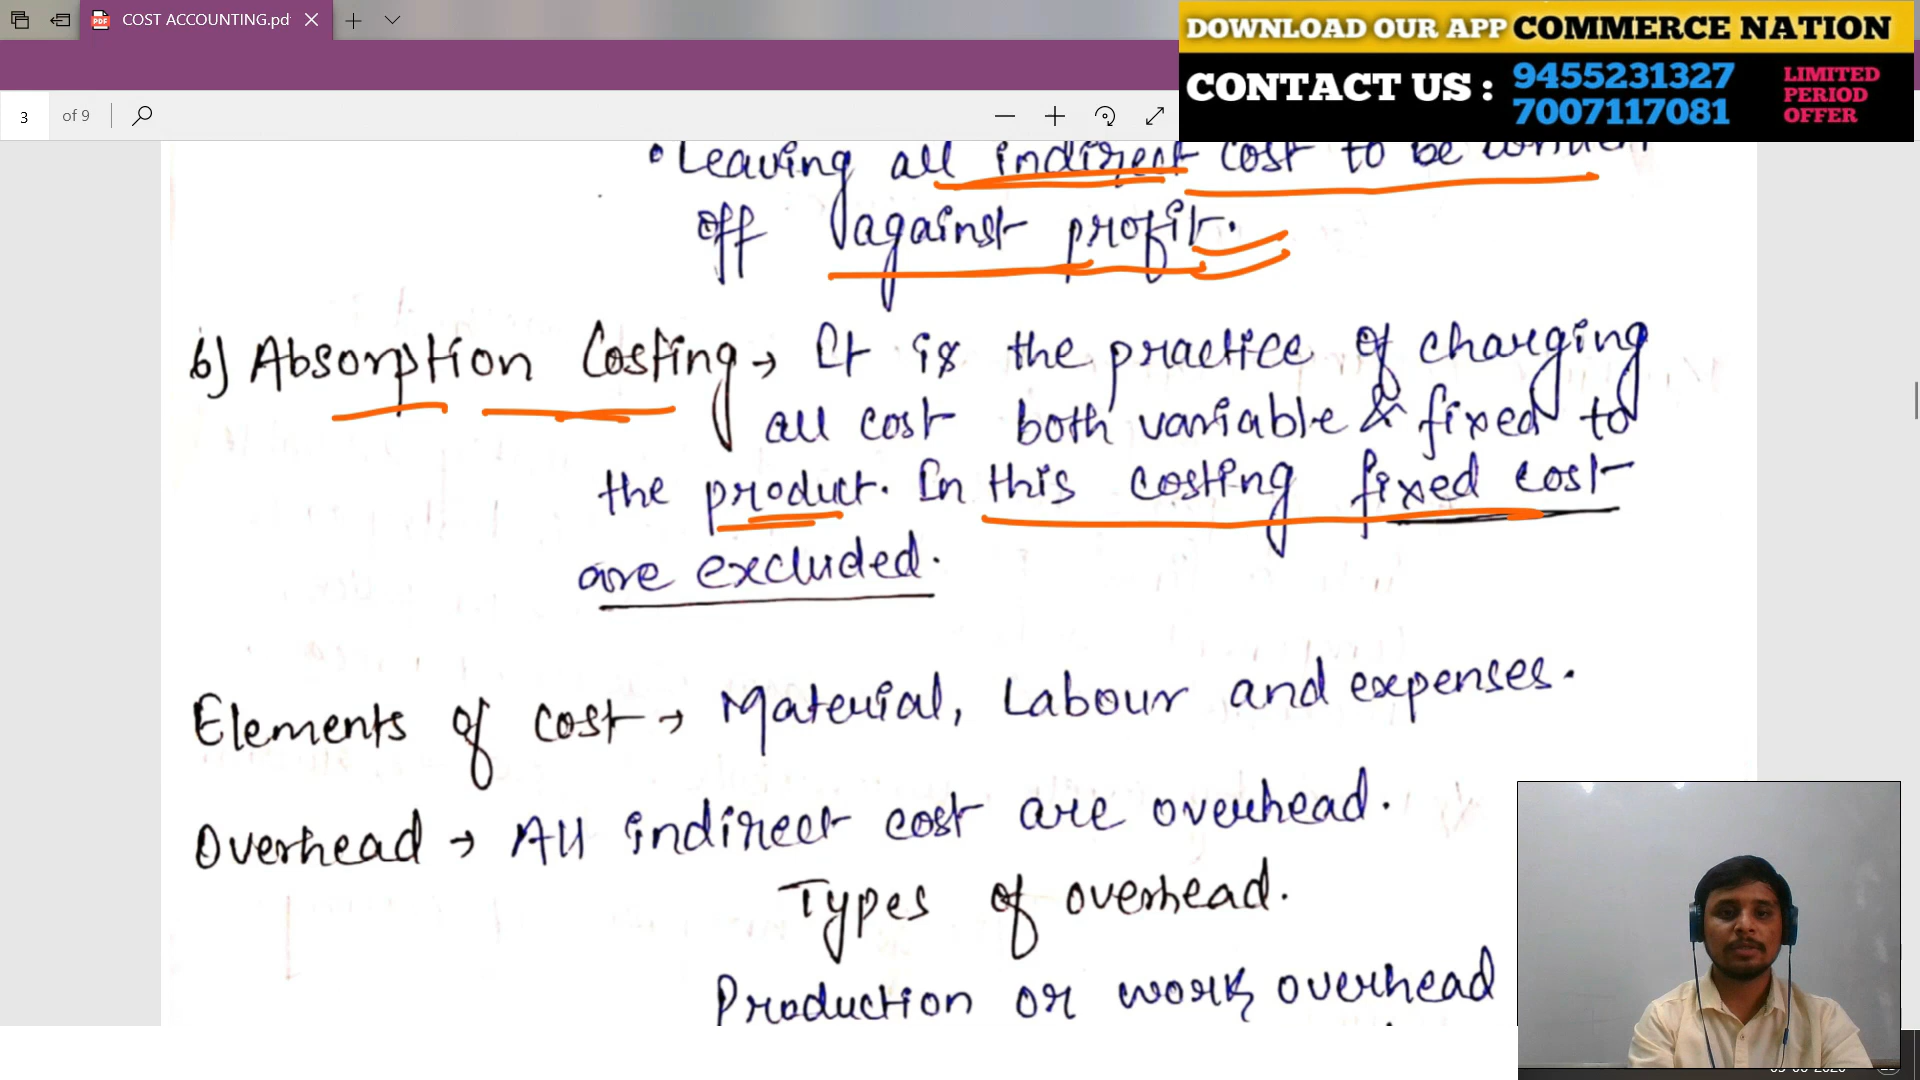 COST ACCOUNTING.pd
DOWNLOAD OUR APP COMMERCE NATION
CONTACT US : 9455231327
7007117081
LIMITED
PERIOD
OFFER
3 of 9
• Leaving all indirect cost to be
off against profit.
b) Absorption Costing → It is the practice of charging
all cost both variable & fixed to
the product. In this costing fixed cost
are excluded.
Elements of cost → Material, Labour and expenses.
Overhead → All indirect cost are overhead.
Types of overhead.
Production or work overhead